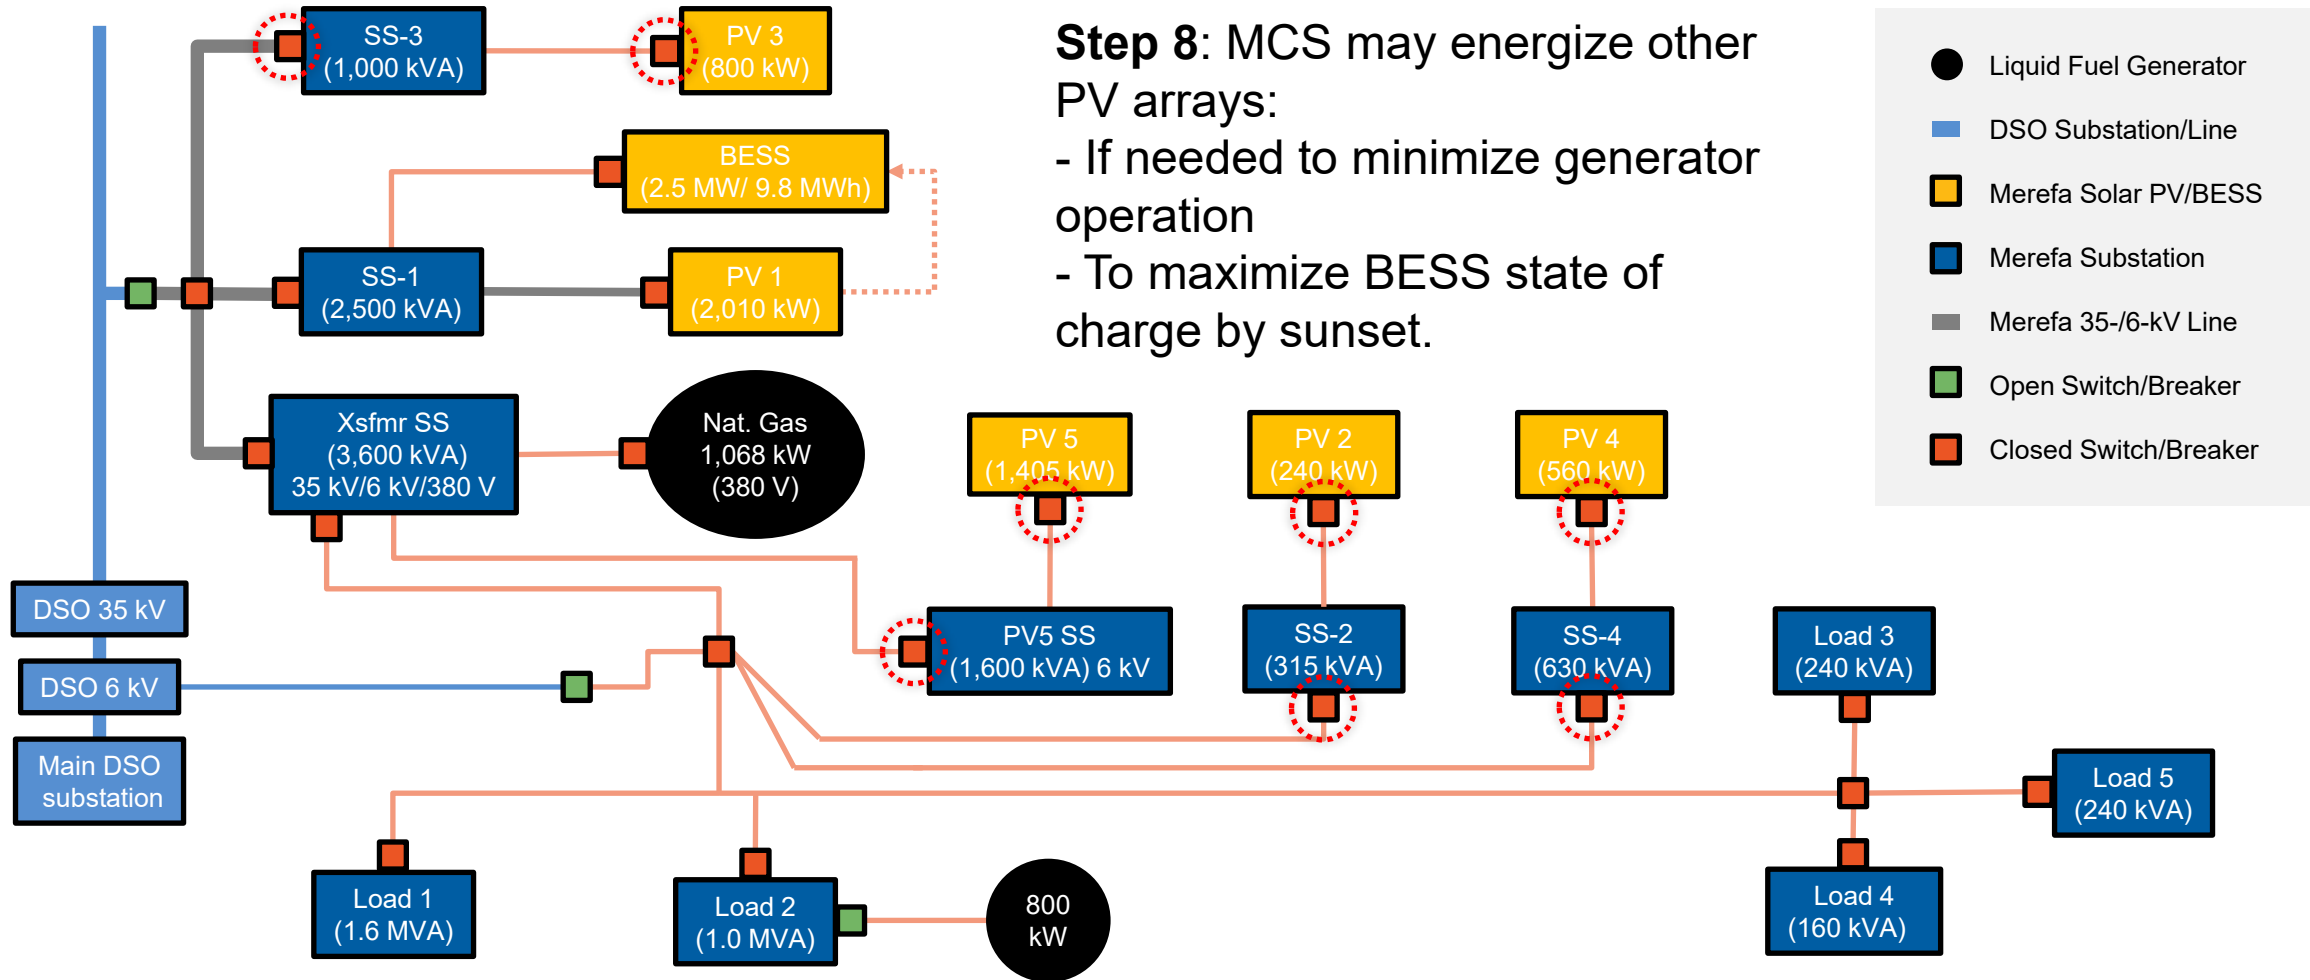 SS-3
(1,000 kVA)
PV 3
(800 kW)
Step 8: MCS may energize other
PV arrays:
- If needed to minimize generator
operation
- To maximize BESS state of
charge by sunset.
Liquid Fuel Generator
DSO Substation/Line
Merefa Solar PV/BESS
Merefa Substation
Merefa 35-/6-kV Line
Open Switch/Breaker
Closed Switch/Breaker
BESS
(2.5 MW/ 9.8 MWh)
SS-1
(2,500 kVA)
PV 1
(2,010 kW)
Xsfmr SS
(3,600 kVA)
35 kV/6 kV/380 V
Nat. Gas
1,068 kW
(380 V)
PV 5
(1,405 kW)
PV 2
(240 kW)
PV 4
(560 kW)
DSO 35 kV
DSO 6 kV
Main DSO
substation
PV5 SS
(1,600 kVA) 6 kV
SS-2
(315 kVA)
SS-4
(630 kVA)
Load 3
(240 kVA)
Load 5
(240 kVA)
Load 1
(1.6 MVA)
Load 2
(1.0 MVA)
800
kW
Load 4
(160 kVA)